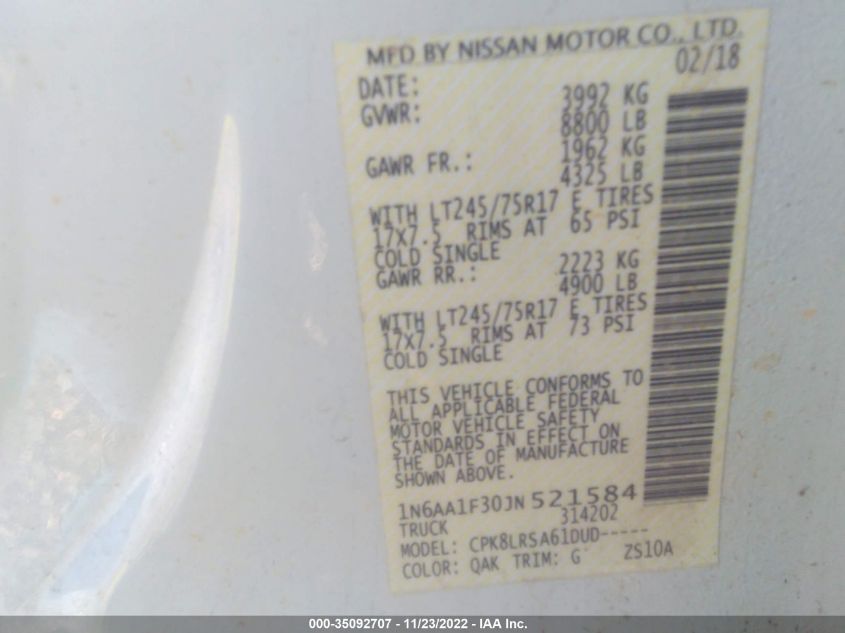 MFD BY NISSAN MOTOR CO., LTD.
DATE: 02/18
GVWR: 3992 KG
8800 LB
GAWR FR.: 1962 KG
4325 LB
WITH LT245/75R17 E TIRES
17x7.5 RIMS AT 65 PSI
COLD SINGLE
GAWR RR.: 2223 KG
4900 LB
WITH LT245/75R17 E TIRES
17x7.5 RIMS AT 73 PSI
COLD SINGLE
THIS VEHICLE CONFORMS TO
ALL APPLICABLE FEDERAL
MOTOR VEHICLE SAFETY
STANDARDS IN EFFECT ON
THE DATE OF MANUFACTURE
SHOWN ABOVE.
1N6AA1F30JN521584
TRUCK 314202
MODEL: CPK8LRSA61DUD-----
COLOR: QAK TRIM: G ZS10A
000-35092707 - 11/23/2022 - IAA Inc.